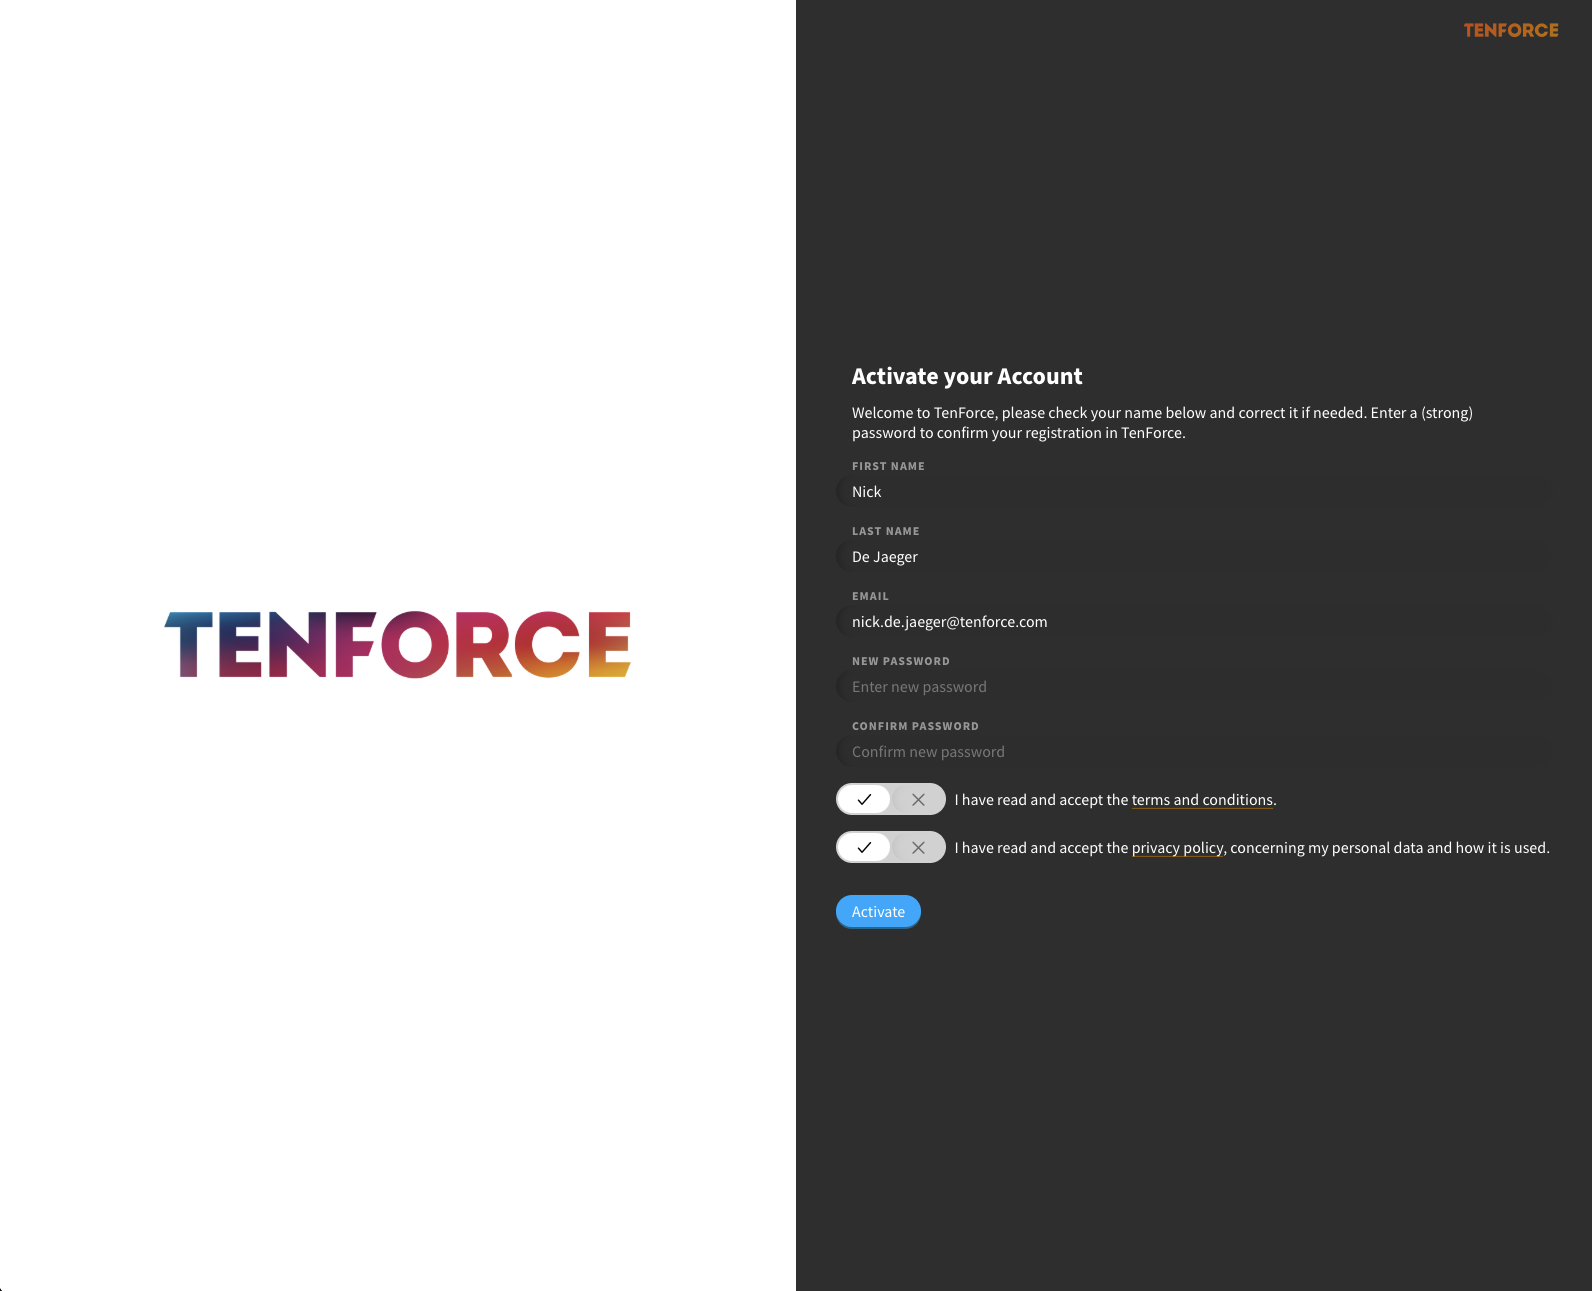 TENFORCE
TENFORCE
Activate your Account
Welcome to TenForce, please check your name below and correct it if needed. Enter a (strong)
password to confirm your registration in TenForce.
FIRST NAME
Nick
LAST NAME
De Jaeger
EMAIL
nick.de.jaeger@tenforce.com
NEW PASSWORD
Enter new password
CONFIRM PASSWORD
Confirm new password
I have read and accept the terms and conditions.
I have read and accept the privacy policy, concerning my personal data and how it is used.
Activate